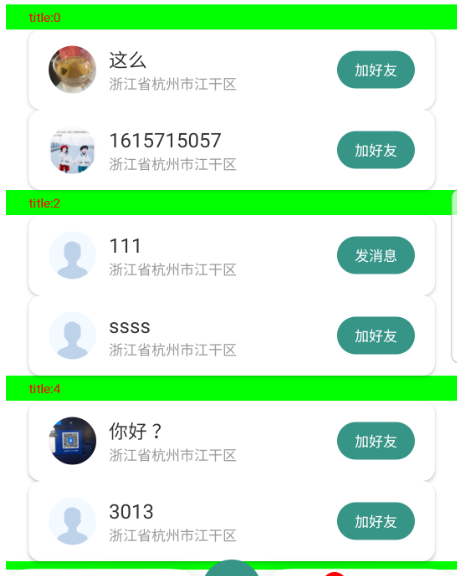 title:0
这么
浙江省杭州市江干区
加好友
1615715057
浙江省杭州市江干区
加好友
title:2
111
浙江省杭州市江干区
发消息
ssss
浙江省杭州市江干区
加好友
title:4
你好？
浙江省杭州市江干区
加好友
3013
浙江省杭州市江干区
加好友